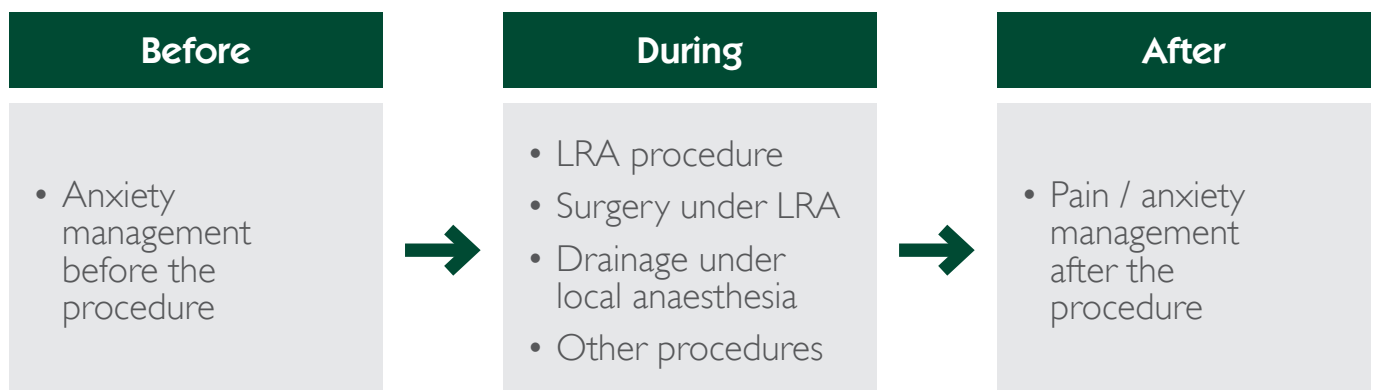 Before
• Anxiety
management
before the
procedure
During
• LRA procedure
• Surgery under LRA
• Drainage under
local anaesthesia
• Other procedures
After
• Pain / anxiety
management
after the
procedure